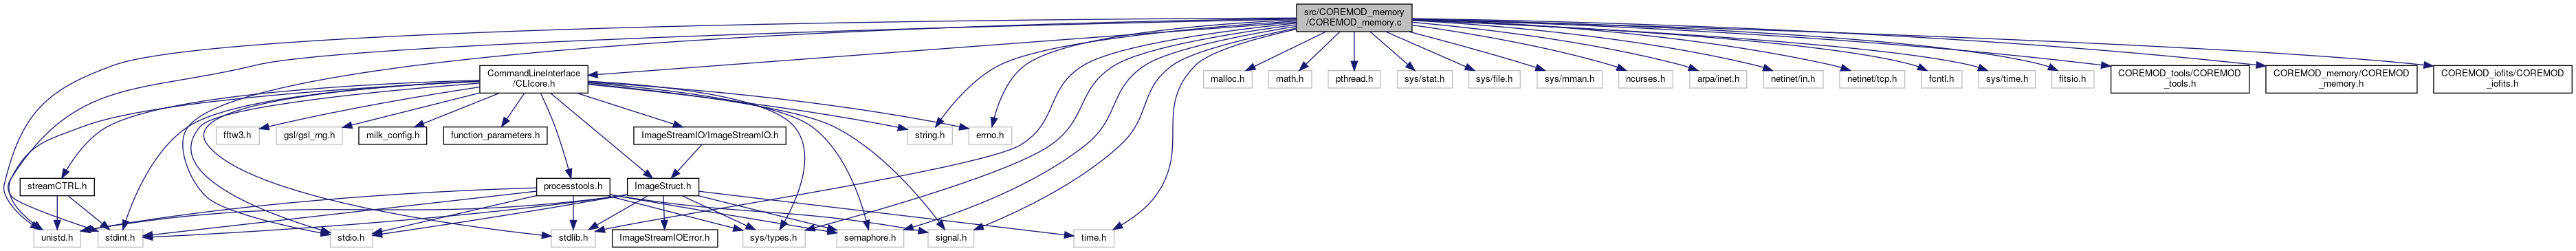 src/COREMOD_memory
/COREMOD_memory.c
CommandLineInterface
/CLIcore.h
malloc.h
math.h
pthread.h
sys/stat.h
sys/file.h
sys/mman.h
ncurses.h
arpa/inet.h
netinet/in.h
netinet/tcp.h
fcntl.h
sys/time.h
fitsio.h
COREMOD_tools/COREMOD
_tools.h
COREMOD_memory/COREMOD
_memory.h
COREMOD_iofits/COREMOD
_iofits.h
fftw3.h
gsl/gsl_rng.h
milk_config.h
function_parameters.h
ImageStreamIO/ImageStreamIO.h
string.h
errno.h
streamCTRL.h
processtools.h
ImageStruct.h
unistd.h
stdint.h
stdio.h
stdlib.h
ImageStreamIOError.h
sys/types.h
semaphore.h
signal.h
time.h